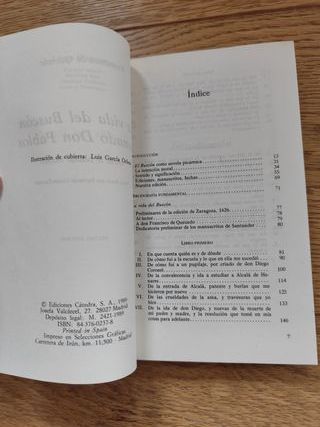 Ilustración de cubierta: Luis García
© Ediciones Cátedra, S. A., 1989
Josefa Valcárcel, 27. 28027-Madrid
Depósito legal: M. 2421-1989
ISBN: 84-376-0237-8
Printed in Spain
Impreso en Selecciones Gráficas
Carretera de Irún, km. 11,500 - Madrid
Índice
INTRODUCCIÓN
El Buscón como novela picaresca
La intención moral
Sentido y significación
Ediciones, manuscritos, fechas
Nuestra edición
BIBLIOGRAFÍA FUNDAMENTAL 71
La vida del Buscón
Preliminares de la edición de Zaragoza, 1626
Al lector
A don Francisco de Quevedo
Dedicatoria preliminar de los manuscritos de Santander
LIBRO PRIMERO
I. De que cuenta quién es y de dónde
II. De cómo fui a la escuela y lo que en ella me sucedió
III. De cómo fui a un pupilaje, por criado de don Diego
Coronel
IV. De la convalecencia y ida a estudiar a Alcalá de He-
nares
V. De la entrada de Alcalá, patente y burlas que me
hicieron por nuevo
VI. De las crueldades de la ama, y travesuras que yo
hice
VII. De la ida de don Diego, y nuevas de la muerte de
mi padre y madre, y la resolución que tomé en mis
cosas para adelante 146
7